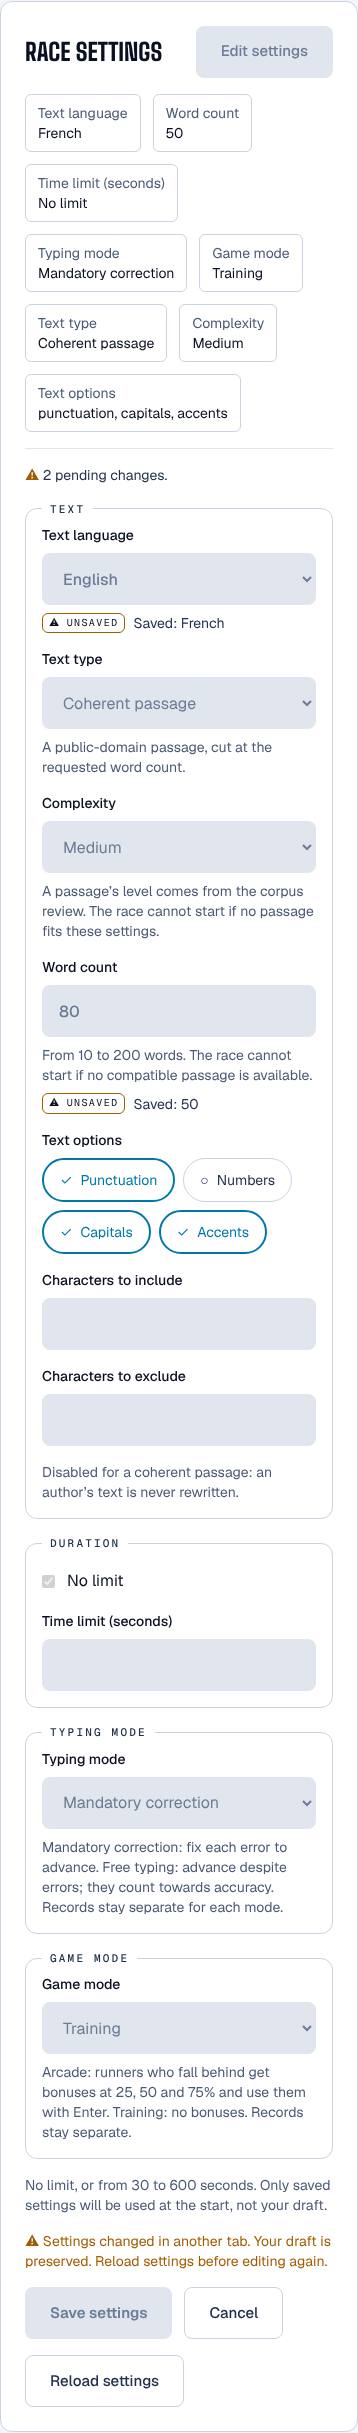 RACE SETTINGS
Edit settings
Text language
French
Word count
50
Time limit (seconds)
No limit
Typing mode
Mandatory correction
Game mode
Training
Text type
Coherent passage
Complexity
Medium
Text options
punctuation, capitals, accents
⚠ 2 pending changes.
TEXT
Text language
English
⚠ UNSAVED Saved: French
Text type
Coherent passage
A public-domain passage, cut at the
requested word count.
Complexity
Medium
A passage’s level comes from the corpus
review. The race cannot start if no passage
fits these settings.
Word count
80
From 10 to 200 words. The race cannot
start if no compatible passage is available.
⚠ UNSAVED Saved: 50
Text options
✓ Punctuation ○ Numbers
✓ Capitals ✓ Accents
Characters to include
Characters to exclude
Disabled for a coherent passage: an
author’s text is never rewritten.
DURATION
No limit
Time limit (seconds)
TYPING MODE
Typing mode
Mandatory correction
Mandatory correction: fix each error to
advance. Free typing: advance despite
errors; they count towards accuracy.
Records stay separate for each mode.
GAME MODE
Game mode
Training
Arcade: runners who fall behind get
bonuses at 25, 50 and 75% and use them
with Enter. Training: no bonuses. Records
stay separate.
No limit, or from 30 to 600 seconds. Only saved
settings will be used at the start, not your draft.
⚠ Settings changed in another tab. Your draft is
preserved. Reload settings before editing again.
Save settings
Cancel
Reload settings